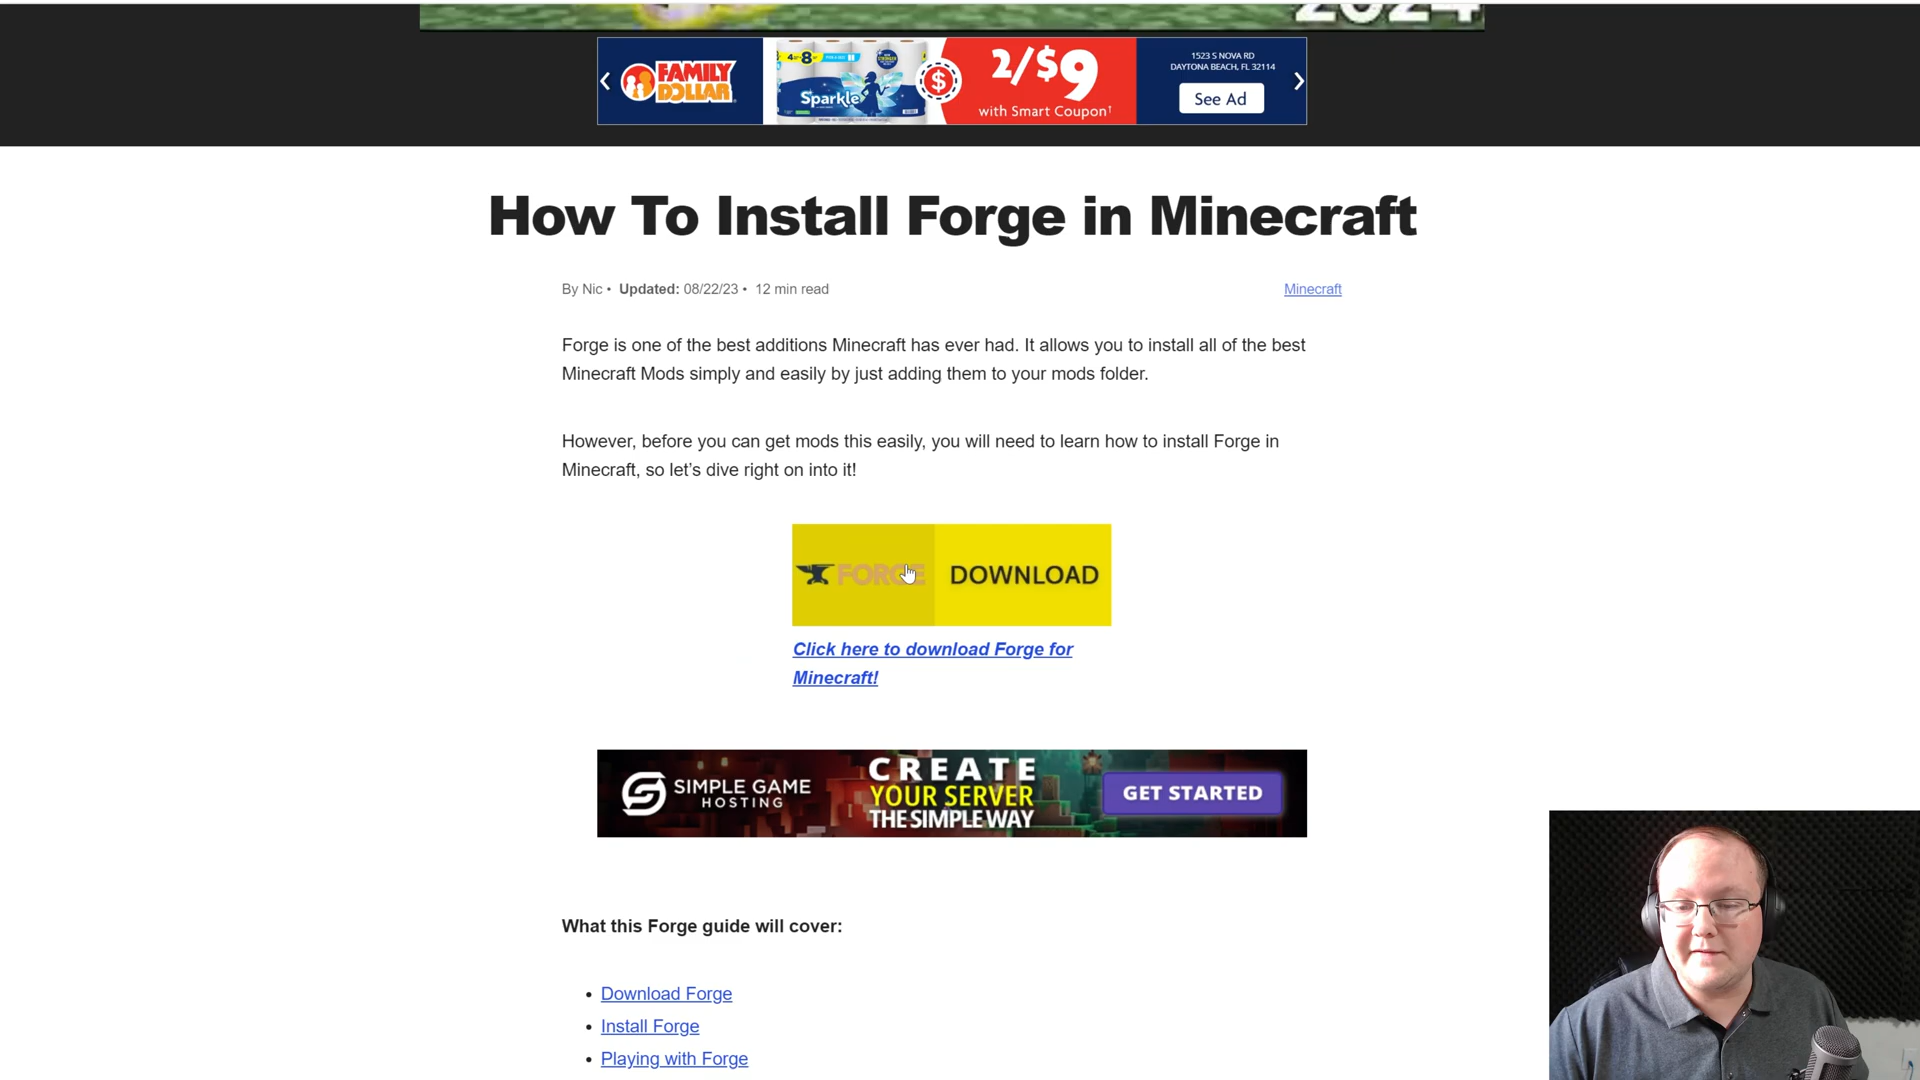 2024
FAMILY
DOLLAR
Sparkle
2/$9
with Smart Coupon†
1523 S NOVA RD
DAYTONA BEACH, FL 32114
See Ad
How To Install Forge in Minecraft
By Nic • Updated: 08/22/23 • 12 min read
Minecraft
Forge is one of the best additions Minecraft has ever had. It allows you to install all of the best
Minecraft Mods simply and easily by just adding them to your mods folder.
However, before you can get mods this easily, you will need to learn how to install Forge in
Minecraft, so let’s dive right on into it!
FORGE DOWNLOAD
Click here to download Forge for
Minecraft!
SIMPLE GAME
HOSTING
CREATE
YOUR SERVER
THE SIMPLE WAY
GET STARTED
What this Forge guide will cover:
• Download Forge
• Install Forge
• Playing with Forge